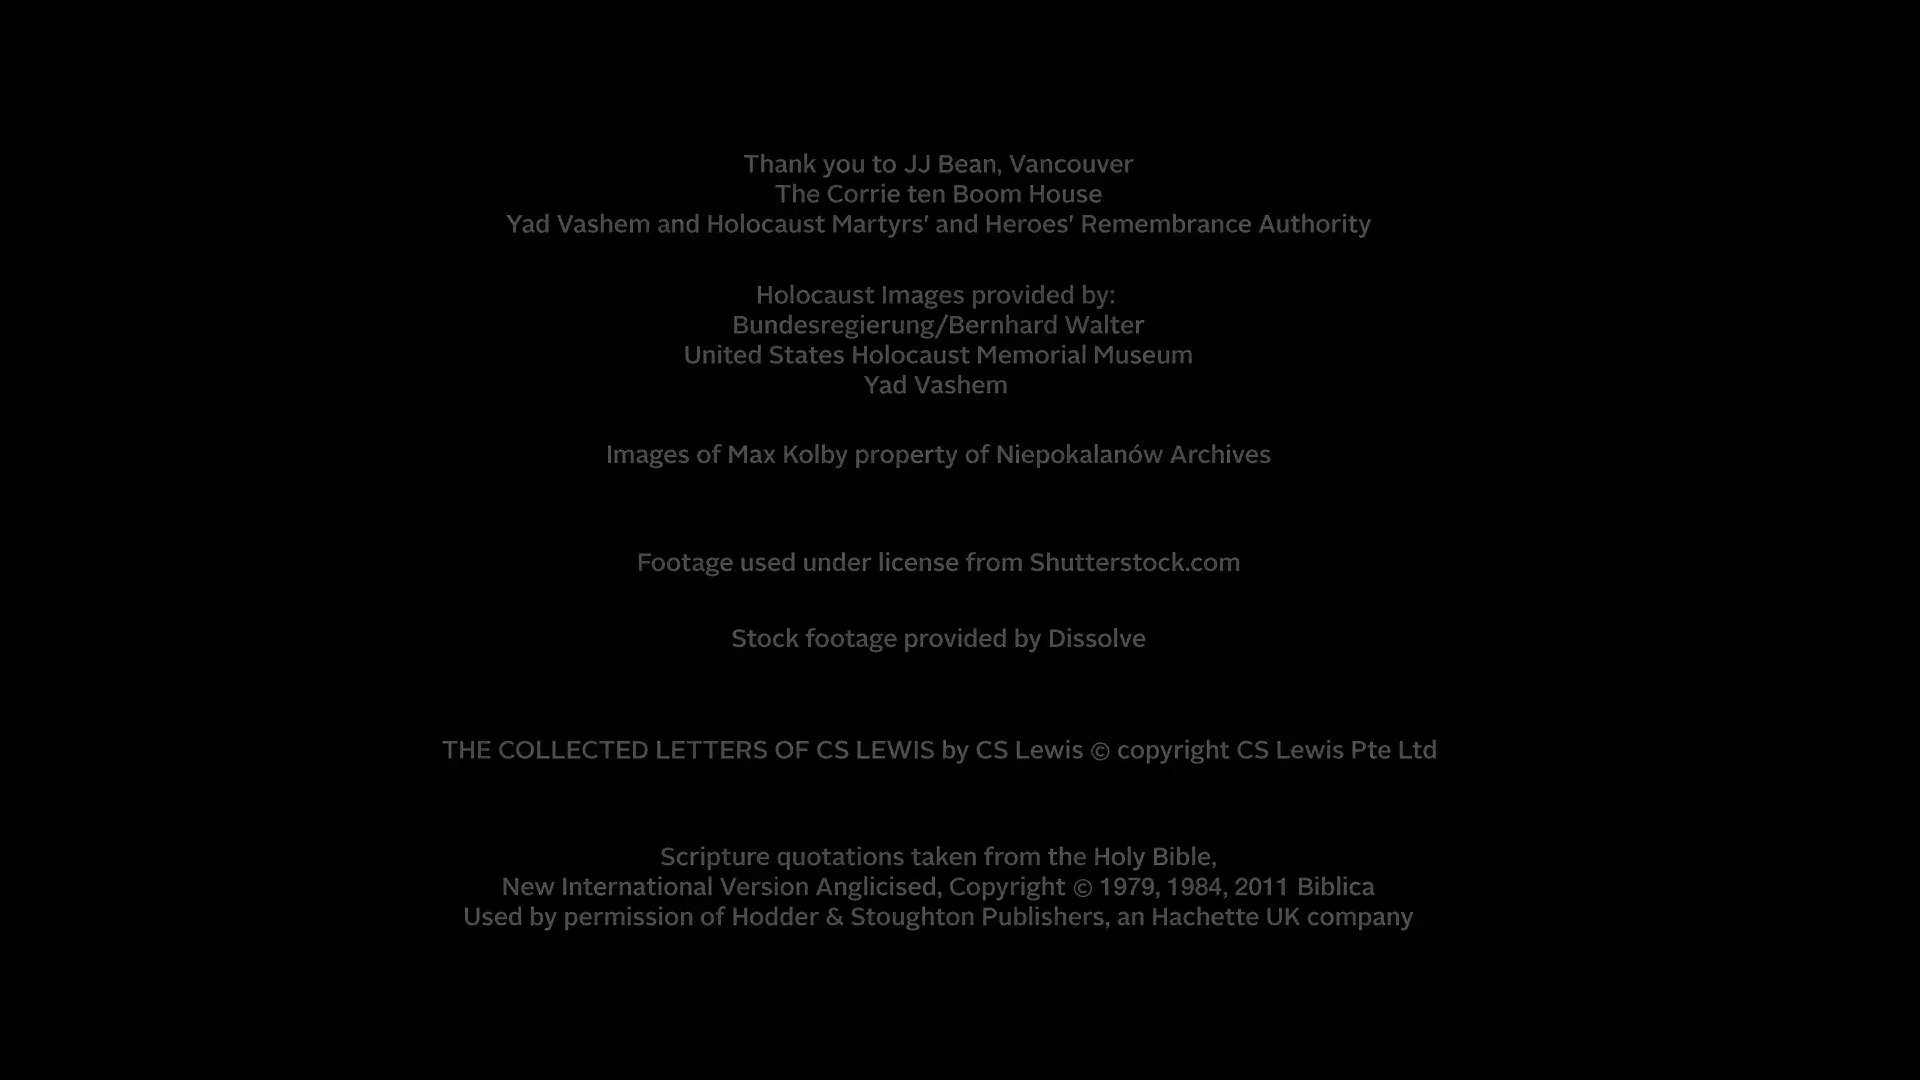 Thank you to JJ Bean, Vancouver
The Corrie ten Boom House
Yad Vashem and Holocaust Martyrs' and Heroes' Remembrance Authority
Holocaust Images provided by:
Bundesregierung/Bernhard Walter
United States Holocaust Memorial Museum
Yad Vashem
Images of Max Kolby property of Niepokalanów Archives
Footage used under license from Shutterstock.com
Stock footage provided by Dissolve
THE COLLECTED LETTERS OF CS LEWIS by CS Lewis © copyright CS Lewis Pte Ltd
Scripture quotations taken from the Holy Bible,
New International Version Anglicised, Copyright © 1979, 1984, 2011 Biblica
Used by permission of Hodder & Stoughton Publishers, an Hachette UK company